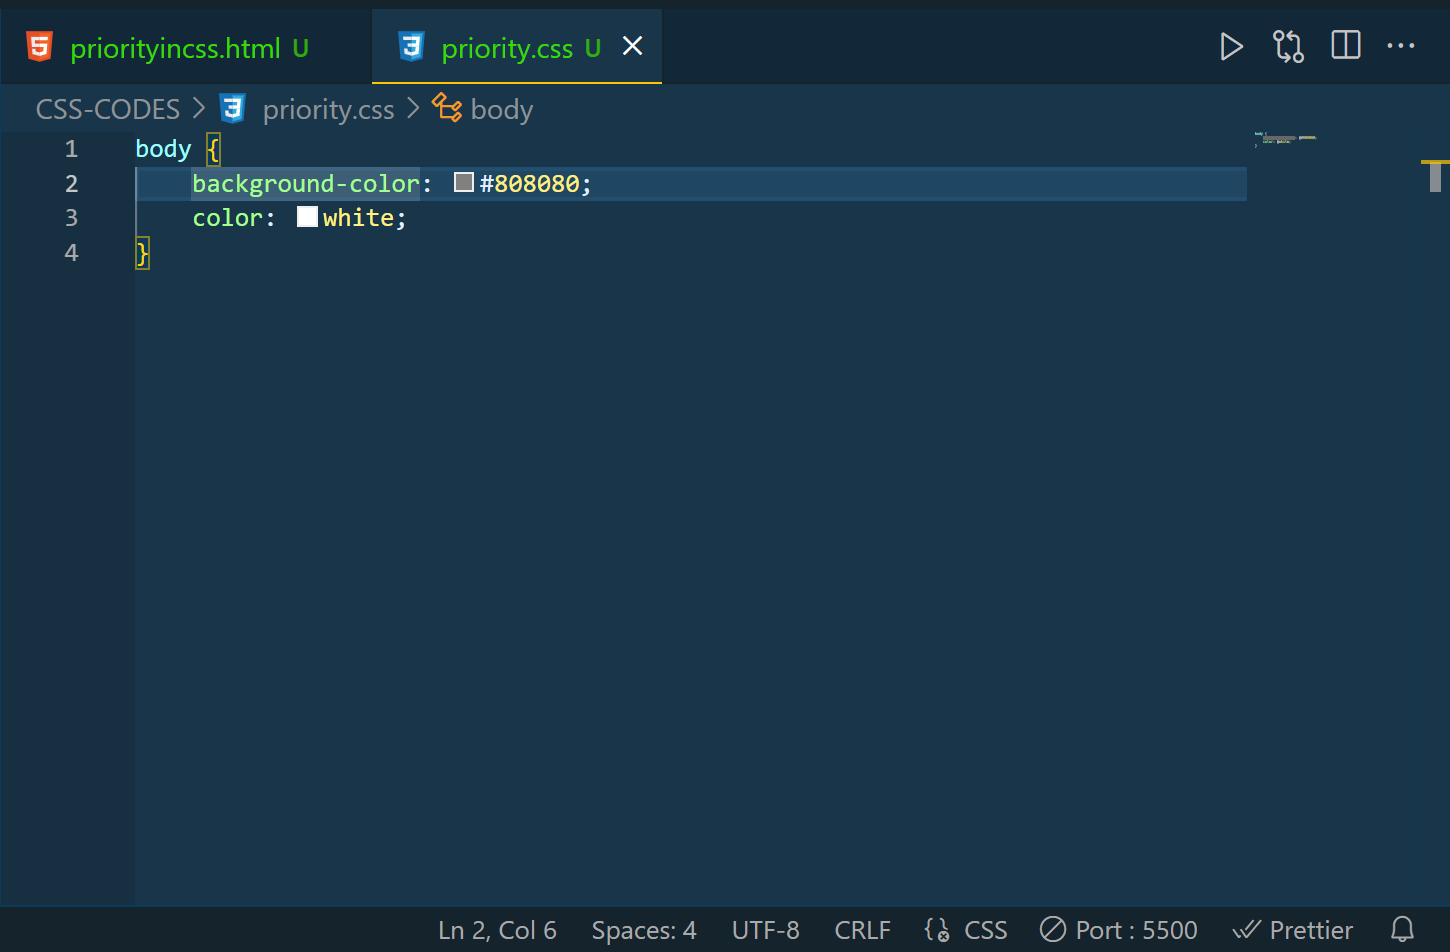 priorityincss.html U
priority.css U
CSS-CODES > priority.css > body
1 body {
2     background-color: #808080;
3     color: white;
4 }
Ln 2, Col 6 Spaces: 4 UTF-8 CRLF CSS Port : 5500 Prettier